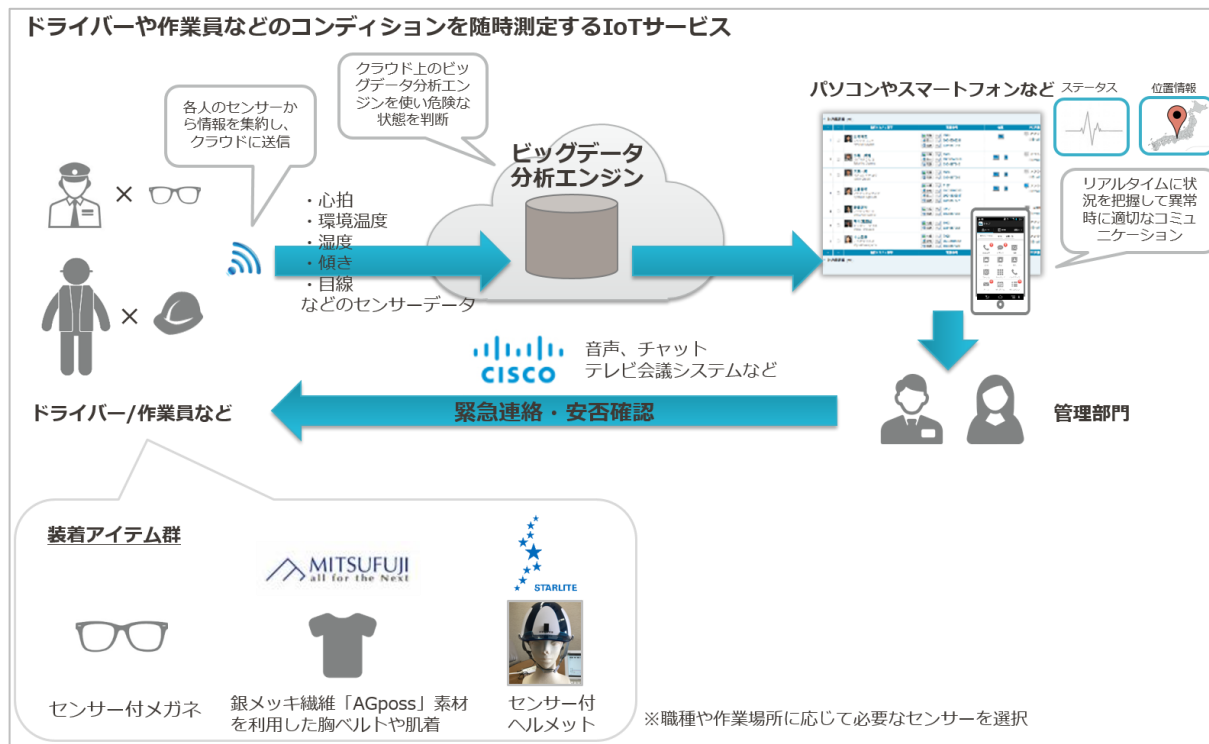 ドライバーや作業員などのコンディションを随時測定するIoTサービス
各人のセンサーか
ら情報を集約し、
クラウドに送信
クラウド上のビッ
グデータ分析エン
ジンを使い危険な
状態を判断
ビッグデータ
分析エンジン
パソコンやスマートフォンなど
ステータス
位置情報
リアルタイムに状
況を把握して異常
時に適切なコミュ
ニケーション
×
・心拍
・環境温度
・湿度
・傾き
・目線
などのセンサーデータ
×
CISCO
音声、チャット
テレビ会議システムなど
緊急連絡・安否確認
ドライバー/作業員など
管理部門
装着アイテム群
MITSUFUJI
all for the Next
STARLITE
センサー付メガネ
銀メッキ繊維「AGposs」素材
を利用した胸ベルトや肌着
センサー付
ヘルメット
※職種や作業場所に応じて必要なセンサーを選択